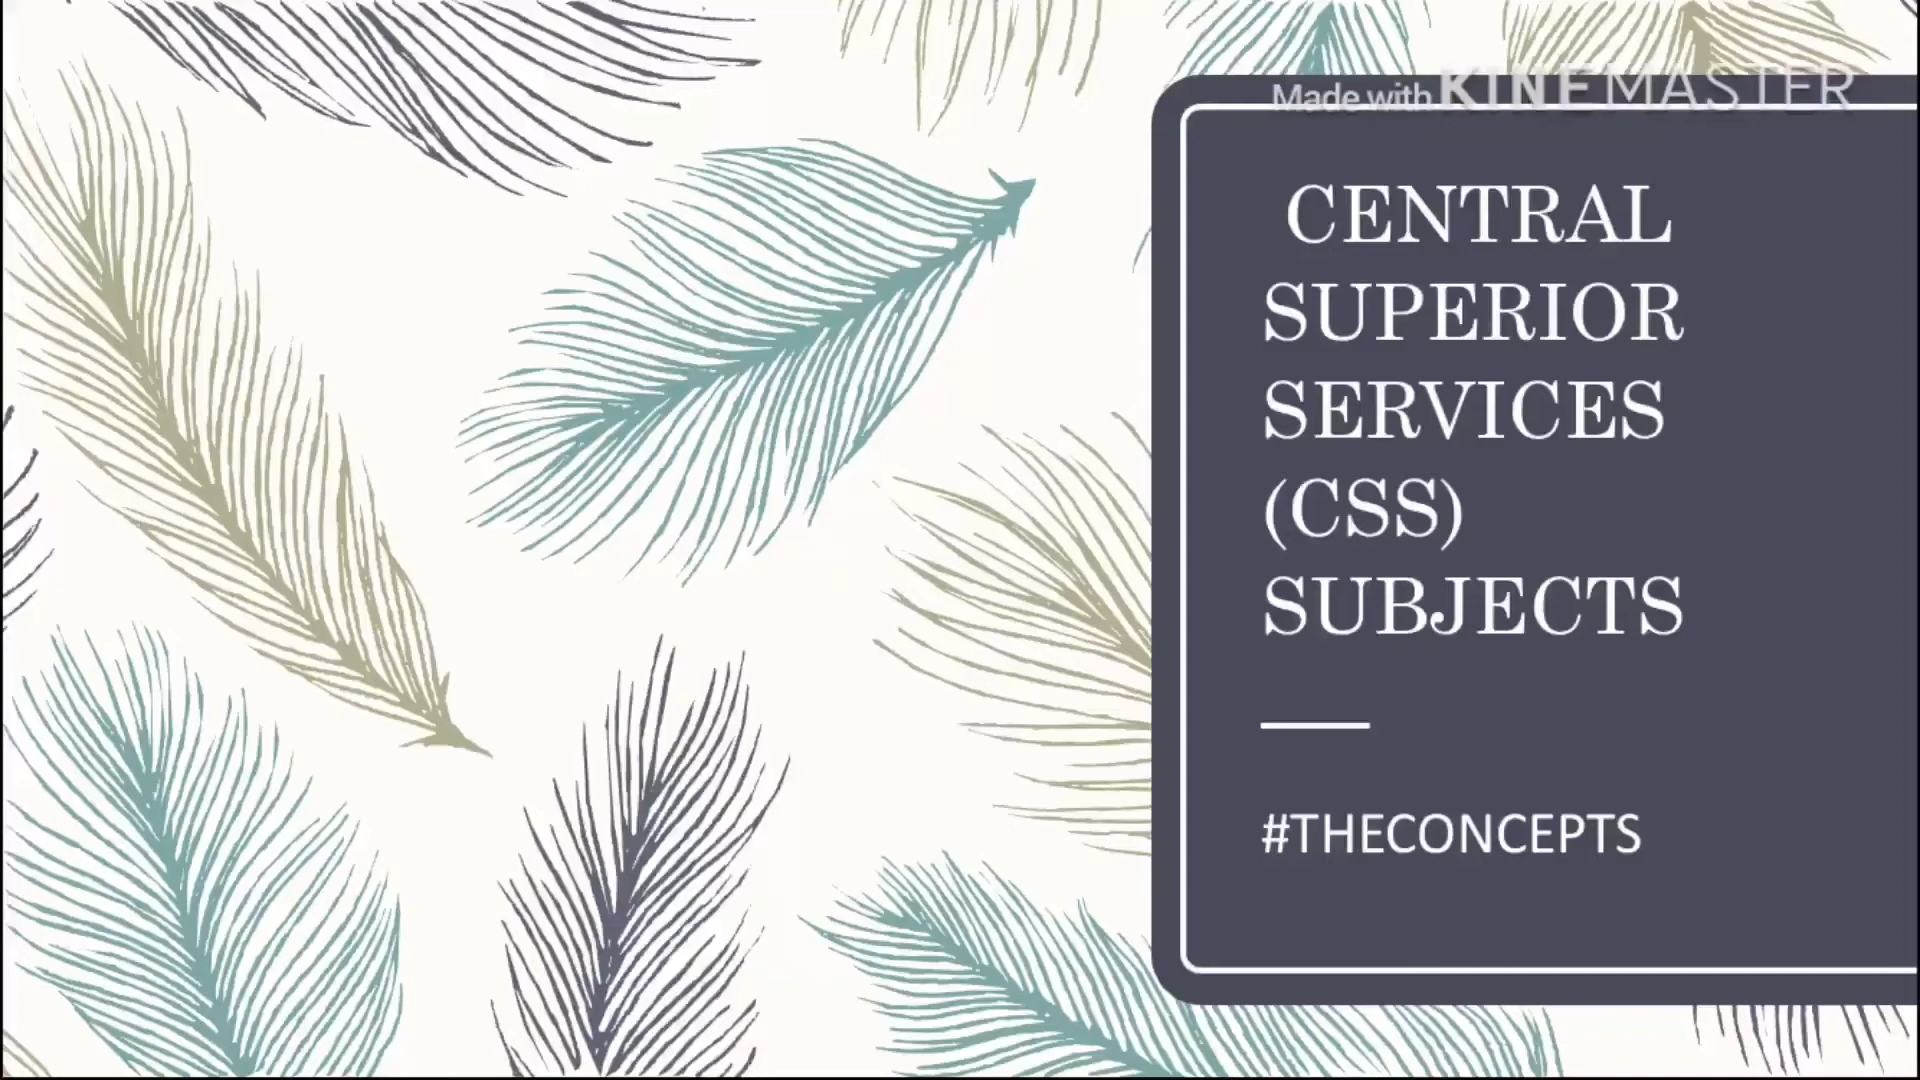 Made with KINEMASTER
CENTRAL
SUPERIOR
SERVICES
(CSS)
SUBJECTS
#THECONCEPTS